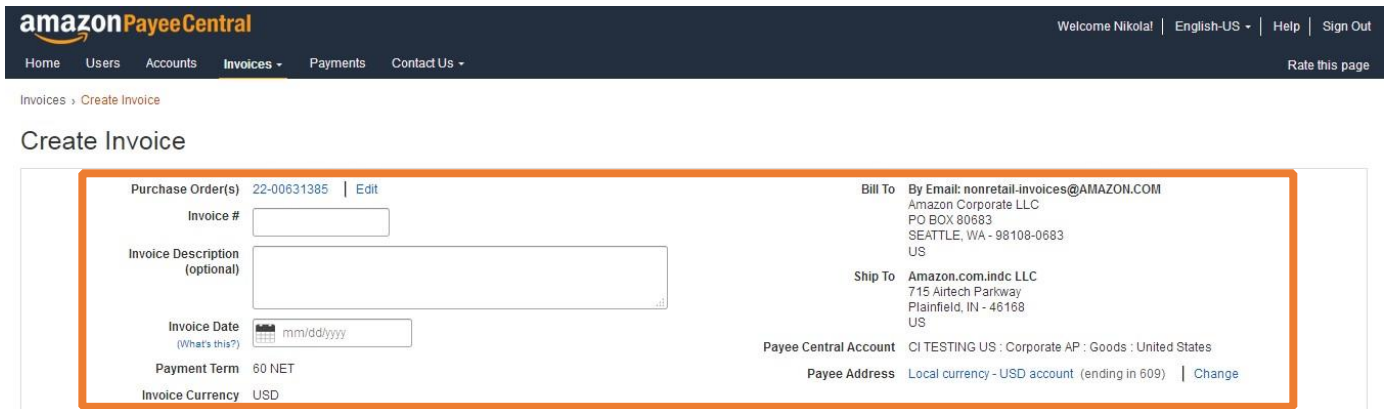 amazon PayeeCentral
Welcome Nikola! | English-US | Help | Sign Out
Home Users Accounts Invoices Payments Contact Us Rate this page
Invoices › Create Invoice
Create Invoice
Purchase Order(s) 22-00631385 | Edit
Invoice #
Invoice Description
(optional)
Invoice Date mm/dd/yyyy
(What's this?)
Payment Term 60 NET
Invoice Currency USD
Bill To By Email: nonretail-invoices@AMAZON.COM
Amazon Corporate LLC
PO BOX 80683
SEATTLE, WA - 98108-0683
US
Ship To Amazon.com.indc LLC
715 Airtech Parkway
Plainfield, IN - 46168
US
Payee Central Account CI TESTING US : Corporate AP : Goods : United States
Payee Address Local currency - USD account (ending in 609) | Change